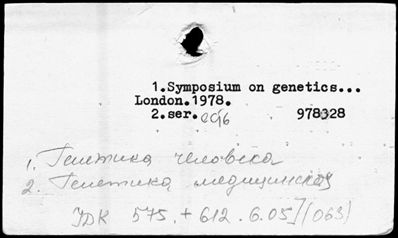 1.Symposium on genetics...
London.1978.
2.ser. 978328
1. Генетика человека
2. Генетика медицинская
УДК 575. + 612.6.05](063)